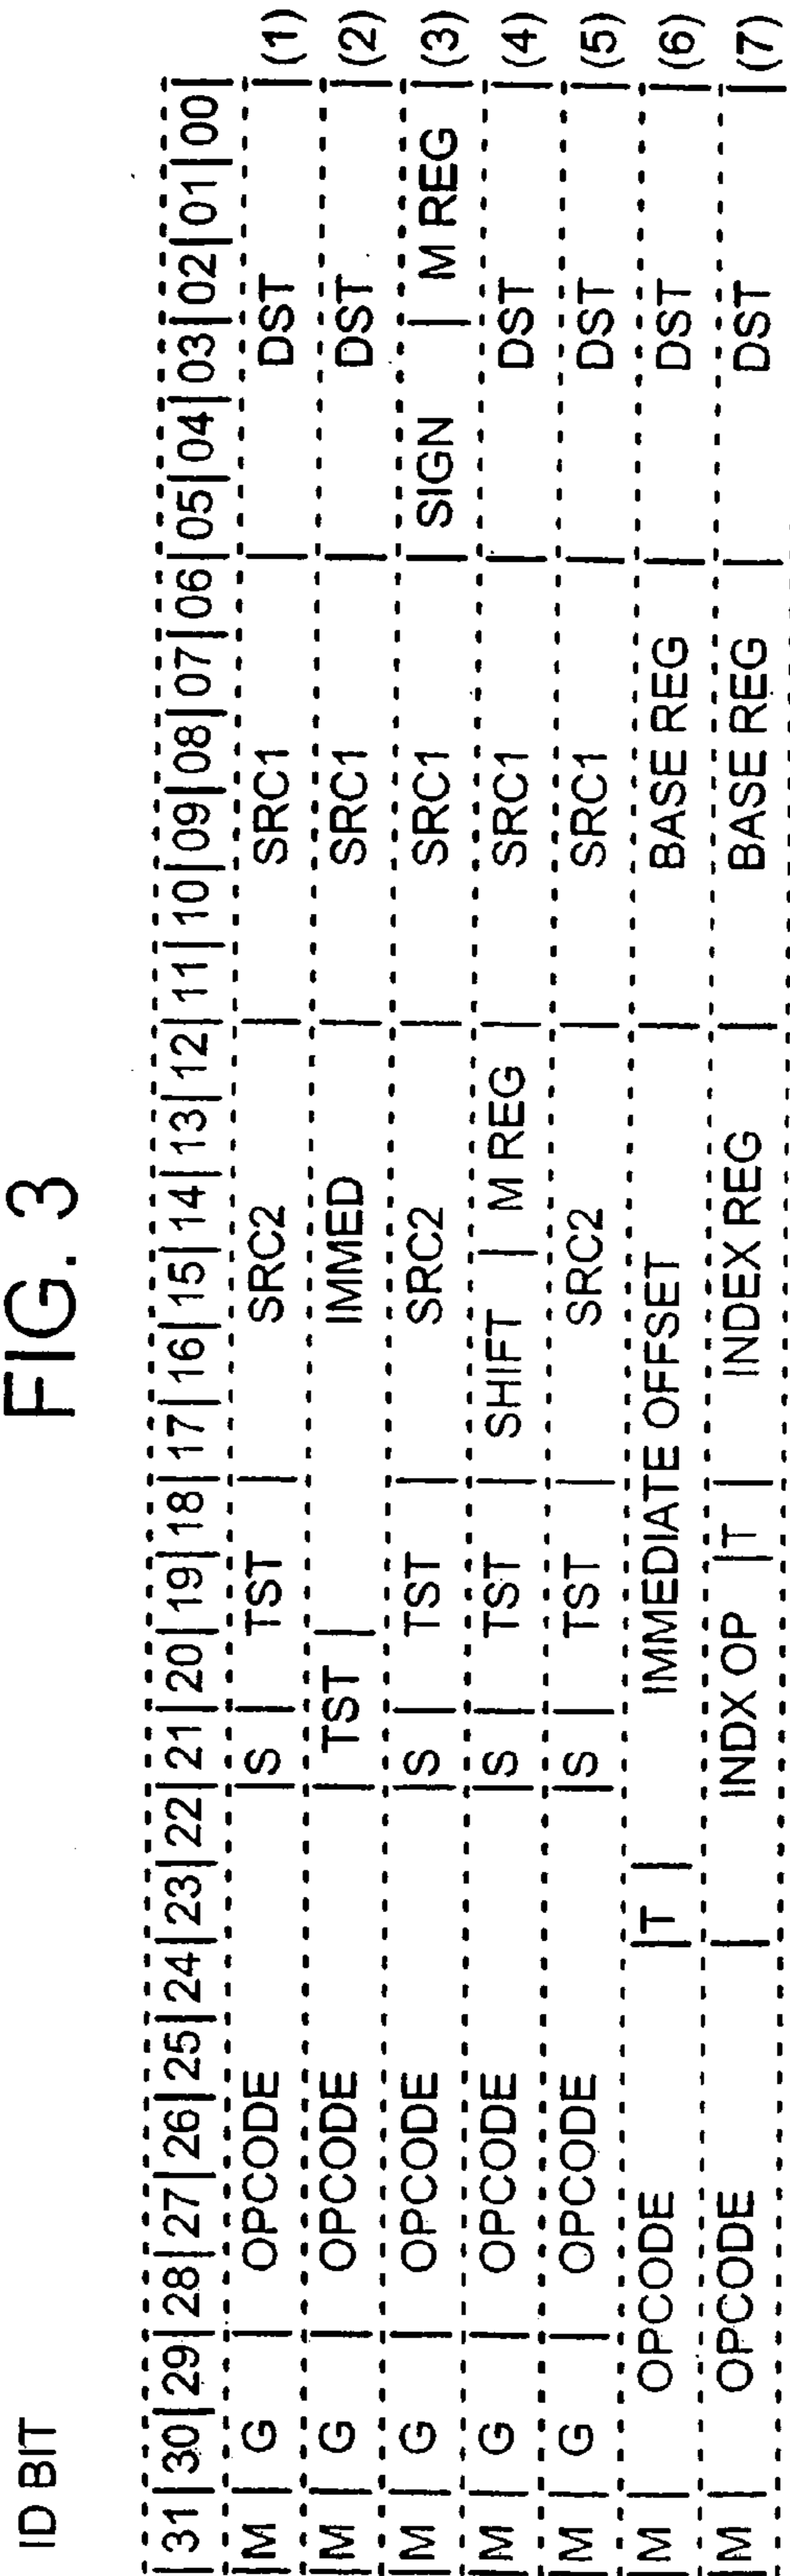 FIG. 3
ID BIT
|31|30|29|28|27|26|25|24|23|22|21|20|19|18|17|16|15|14|13|12|11|10|09|08|07|06|05|04|03|02|01|00|
|M| G | OPCODE |S| TST | SRC2 | SRC1 | DST |(1)
|M| G | OPCODE | TST | IMMED | SRC1 | DST |(2)
|M| G | OPCODE |S| TST | SRC2 | SRC1 | SIGN | M REG |(3)
|M| G | OPCODE |S| TST | SHIFT | M REG | SRC1 | DST |(4)
|M| G | OPCODE |S| TST | SRC2 | SRC1 | DST |(5)
|M| OPCODE |T| IMMEDIATE OFFSET | BASE REG | DST |(6)
|M| OPCODE | INDX OP |T| INDEX REG | BASE REG | DST |(7)